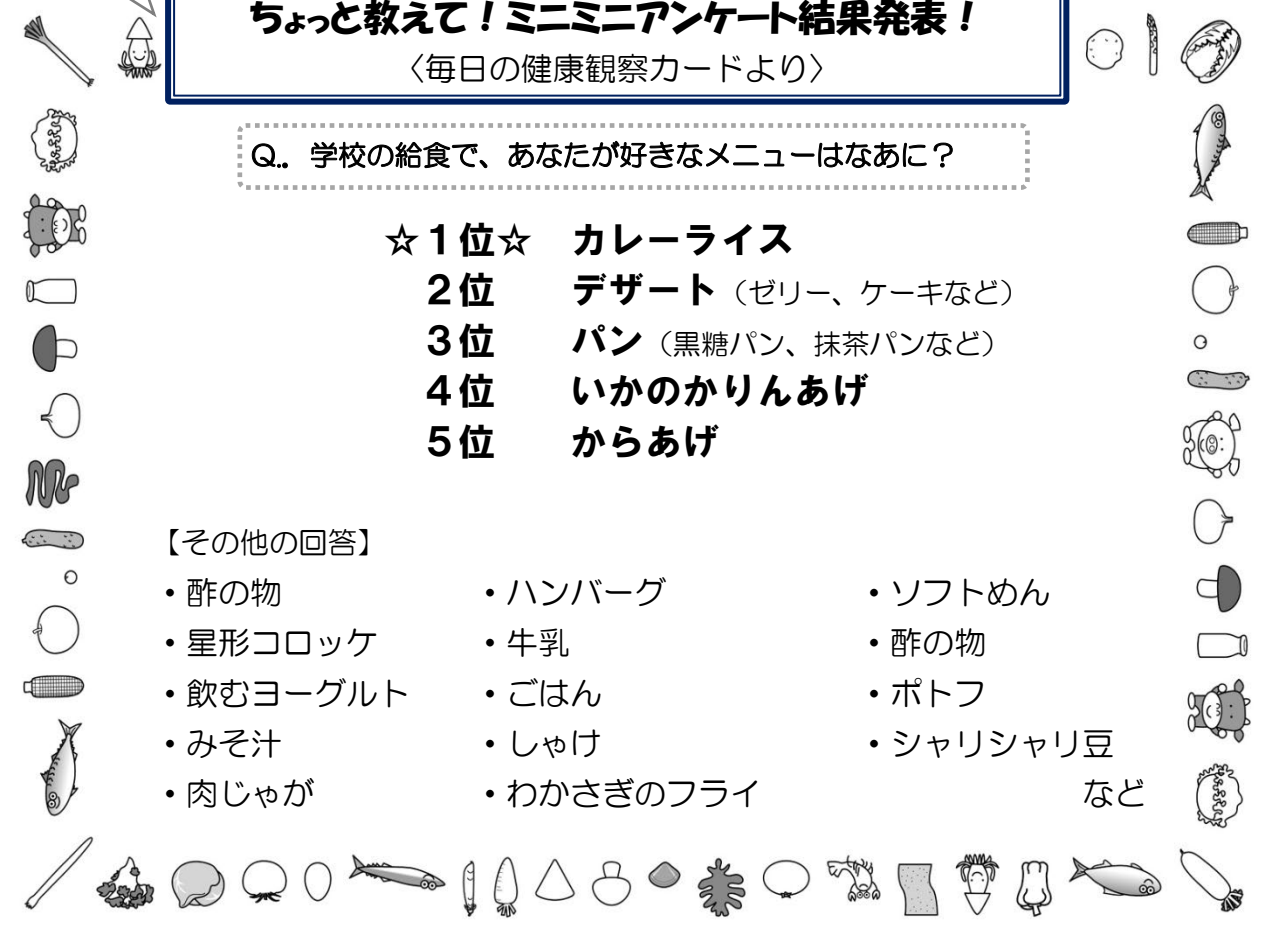 ちょっと教えて！ミニミニアンケート結果発表！
〈毎日の健康観察カードより〉
Q.．学校の給食で、あなたが好きなメニューはなあに？
☆１位☆　カレーライス
２位　デザート（ゼリー、ケーキなど）
３位　パン（黒糖パン、抹茶パンなど）
４位　いかのかりんあげ
５位　からあげ
【その他の回答】
・酢の物　・ハンバーグ　・ソフトめん
・星形コロッケ　・牛乳　・酢の物
・飲むヨーグルト　・ごはん　・ポトフ
・みそ汁　・しゃけ　・シャリシャリ豆
・肉じゃが　・わかさぎのフライ　など